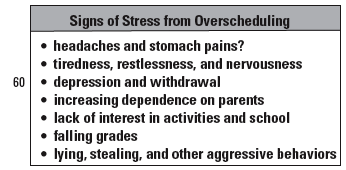 Signs of Stress from Overscheduling
• headaches and stomach pains?
• tiredness, restlessness, and nervousness
60 • depression and withdrawal
• increasing dependence on parents
• lack of interest in activities and school
• falling grades
• lying, stealing, and other aggressive behaviors